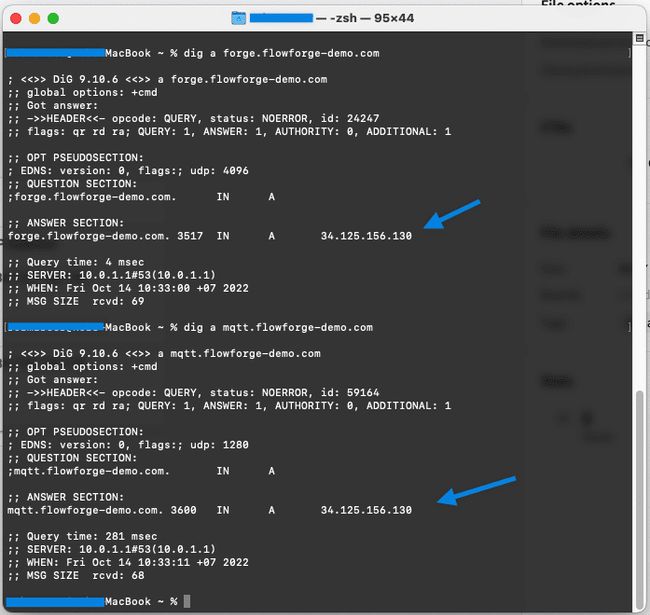 — -zsh — 95×44
File options
[ MacBook ~ % dig a forge.flowforge-demo.com ]
; <<>> DiG 9.10.6 <<>> a forge.flowforge-demo.com
;; global options: +cmd
;; Got answer:
;; ->>HEADER<<- opcode: QUERY, status: NOERROR, id: 24247
;; flags: qr rd ra; QUERY: 1, ANSWER: 1, AUTHORITY: 0, ADDITIONAL: 1
;; OPT PSEUDOSECTION:
; EDNS: version: 0, flags:; udp: 4096
;; QUESTION SECTION:
;forge.flowforge-demo.com. IN A
;; ANSWER SECTION:
forge.flowforge-demo.com. 3517 IN A 34.125.156.130
;; Query time: 4 msec
;; SERVER: 10.0.1.1#53(10.0.1.1)
;; WHEN: Fri Oct 14 10:33:00 +07 2022
;; MSG SIZE rcvd: 69
[ MacBook ~ % dig a mqtt.flowforge-demo.com ]
; <<>> DiG 9.10.6 <<>> a mqtt.flowforge-demo.com
;; global options: +cmd
;; Got answer:
;; ->>HEADER<<- opcode: QUERY, status: NOERROR, id: 59164
;; flags: qr rd ra; QUERY: 1, ANSWER: 1, AUTHORITY: 0, ADDITIONAL: 1
;; OPT PSEUDOSECTION:
; EDNS: version: 0, flags:; udp: 1280
;; QUESTION SECTION:
;mqtt.flowforge-demo.com. IN A
;; ANSWER SECTION:
mqtt.flowforge-demo.com. 3600 IN A 34.125.156.130
;; Query time: 281 msec
;; SERVER: 10.0.1.1#53(10.0.1.1)
;; WHEN: Fri Oct 14 10:33:11 +07 2022
;; MSG SIZE rcvd: 68
MacBook ~ %